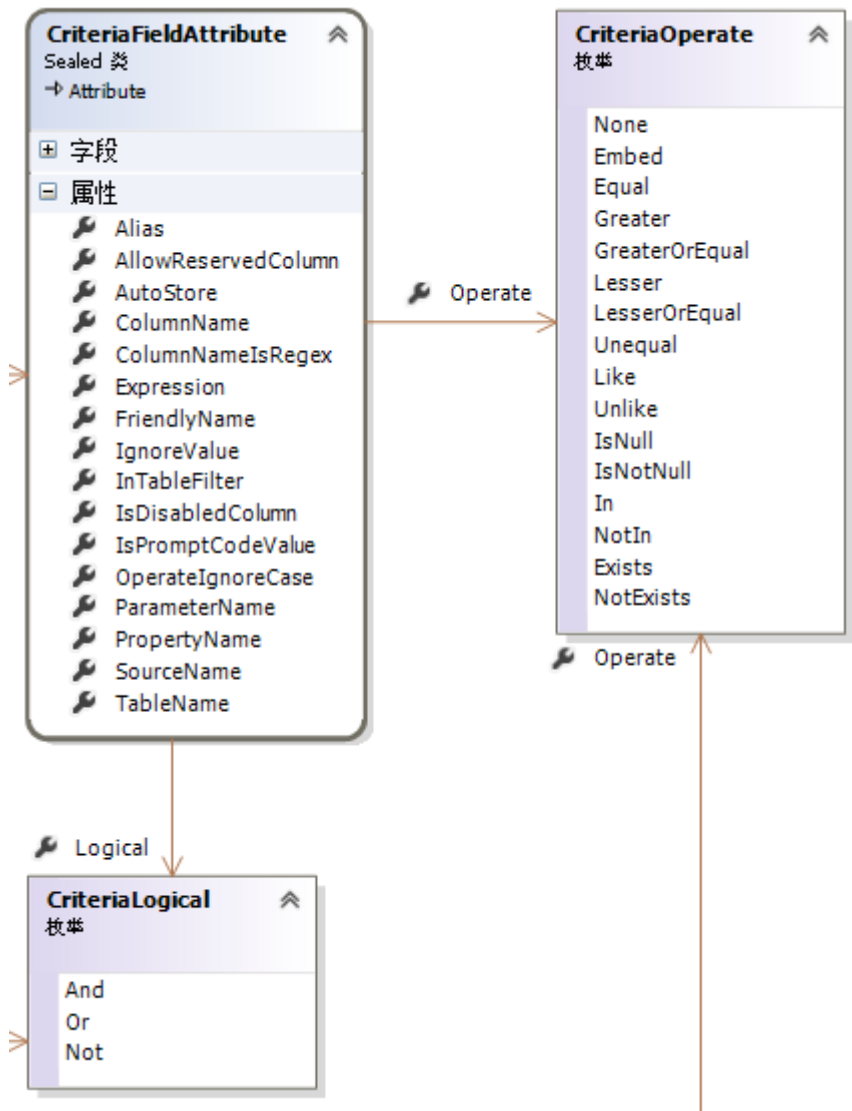 CriteriaFieldAttribute
Sealed 类
Attribute
字段
属性
Alias
AllowReservedColumn
AutoStore
ColumnName
ColumnNameIsRegex
Expression
FriendlyName
IgnoreValue
InTableFilter
IsDisabledColumn
IsPromptCodeValue
OperateIgnoreCase
ParameterName
PropertyName
SourceName
TableName
Operate
CriteriaOperate
枚举
None
Embed
Equal
Greater
GreaterOrEqual
Lesser
LesserOrEqual
Unequal
Like
Unlike
IsNull
IsNotNull
In
NotIn
Exists
NotExists
Operate
Logical
CriteriaLogical
枚举
And
Or
Not